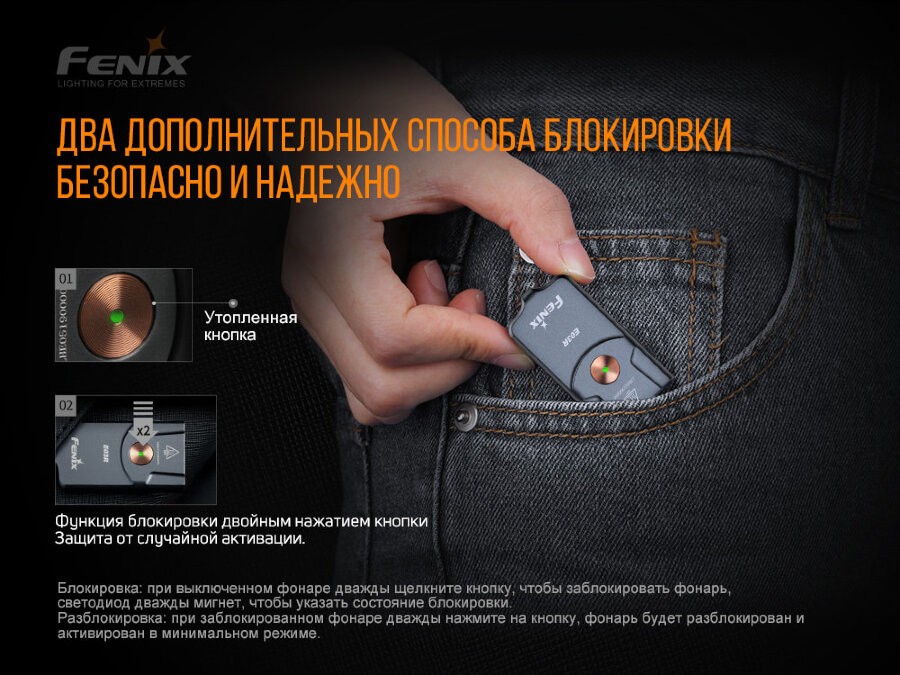 FENIX
LIGHTING FOR EXTREMES
ДВА ДОПОЛНИТЕЛЬНЫХ СПОСОБА БЛОКИРОВКИ
БЕЗОПАСНО И НАДЕЖНО
01
Утопленная
кнопка
FENIX
E03R
02
x2
FENIX
E03R
Функция блокировки двойным нажатием кнопки
Защита от случайной активации.
Блокировка: при выключенном фонаре дважды щелкните кнопку, чтобы заблокировать фонарь,
светодиод дважды мигнет, чтобы указать состояние блокировки.
Разблокировка: при заблокированном фонаре дважды нажмите на кнопку, фонарь будет разблокирован и
активирован в минимальном режиме.